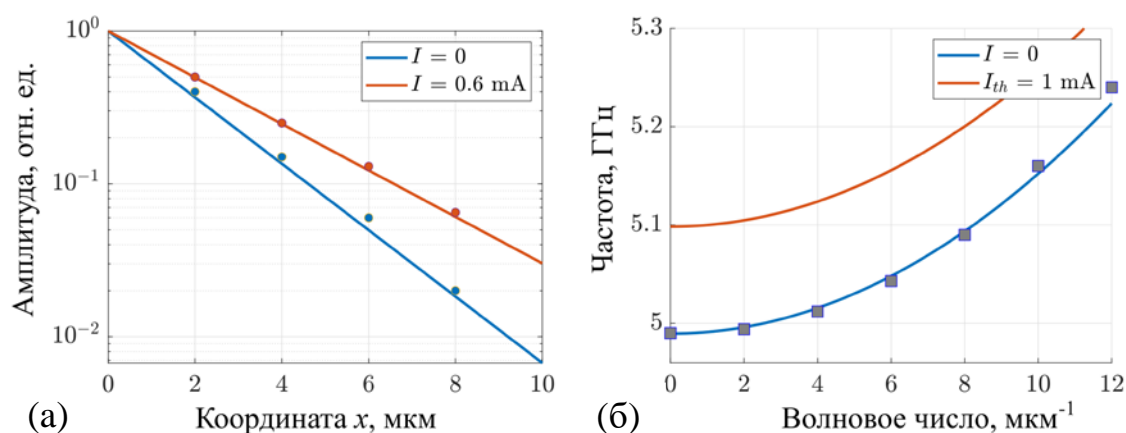 10⁰
10⁻¹
10⁻²
Амплитуда, отн. ед.
I = 0
I = 0.6 mA
0 2 4 6 8 10
Координата x, мкм
(а)
5.3
5.2
5.1
5
Частота, ГГц
I = 0
I_th = 1 mA
0 2 4 6 8 10 12
Волновое число, мкм⁻¹
(б)